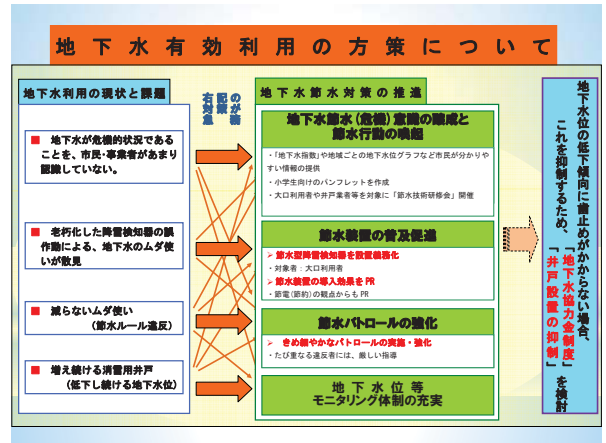 地下水有効利用の方策について
地下水利用の現状と課題
■ 地下水が危機的状況であることを、市民・事業者があまり認識していない。
■ 老朽化した降雪検知器の誤作動による、地下水のムダ使いが散見
■ 減らないムダ使い
(節水ルール違反)
■ 増え続ける消雪用井戸
(低下し続ける地下水位)
右記の
対策が
急務
地下水節水対策の推進
地下水節水(危機)意識の醸成と
節水行動の喚起
・「地下水指数」や地域ごとの地下水位グラフなど市民が分かりやすい情報の提供
・小学生向けのパンフレットを作成
・大口利用者や井戸業者等を対象に「節水技術研修会」開催
節水装置の普及促進
➢ 節水型降雪検知器を設置義務化
・対象者:大口利用者
➢ 節水装置の導入効果をPR
・節電(節約)の観点からもPR
節水パトロールの強化
➢ きめ細やかなパトロールの実施・強化
・たび重なる違反者には、厳しい指導
地下水位等
モニタリング体制の充実
地下水位の低下傾向に歯止めがかからない場合、
これを抑制するため、「地下水協力金制度」
「井戸設置の抑制」を検討